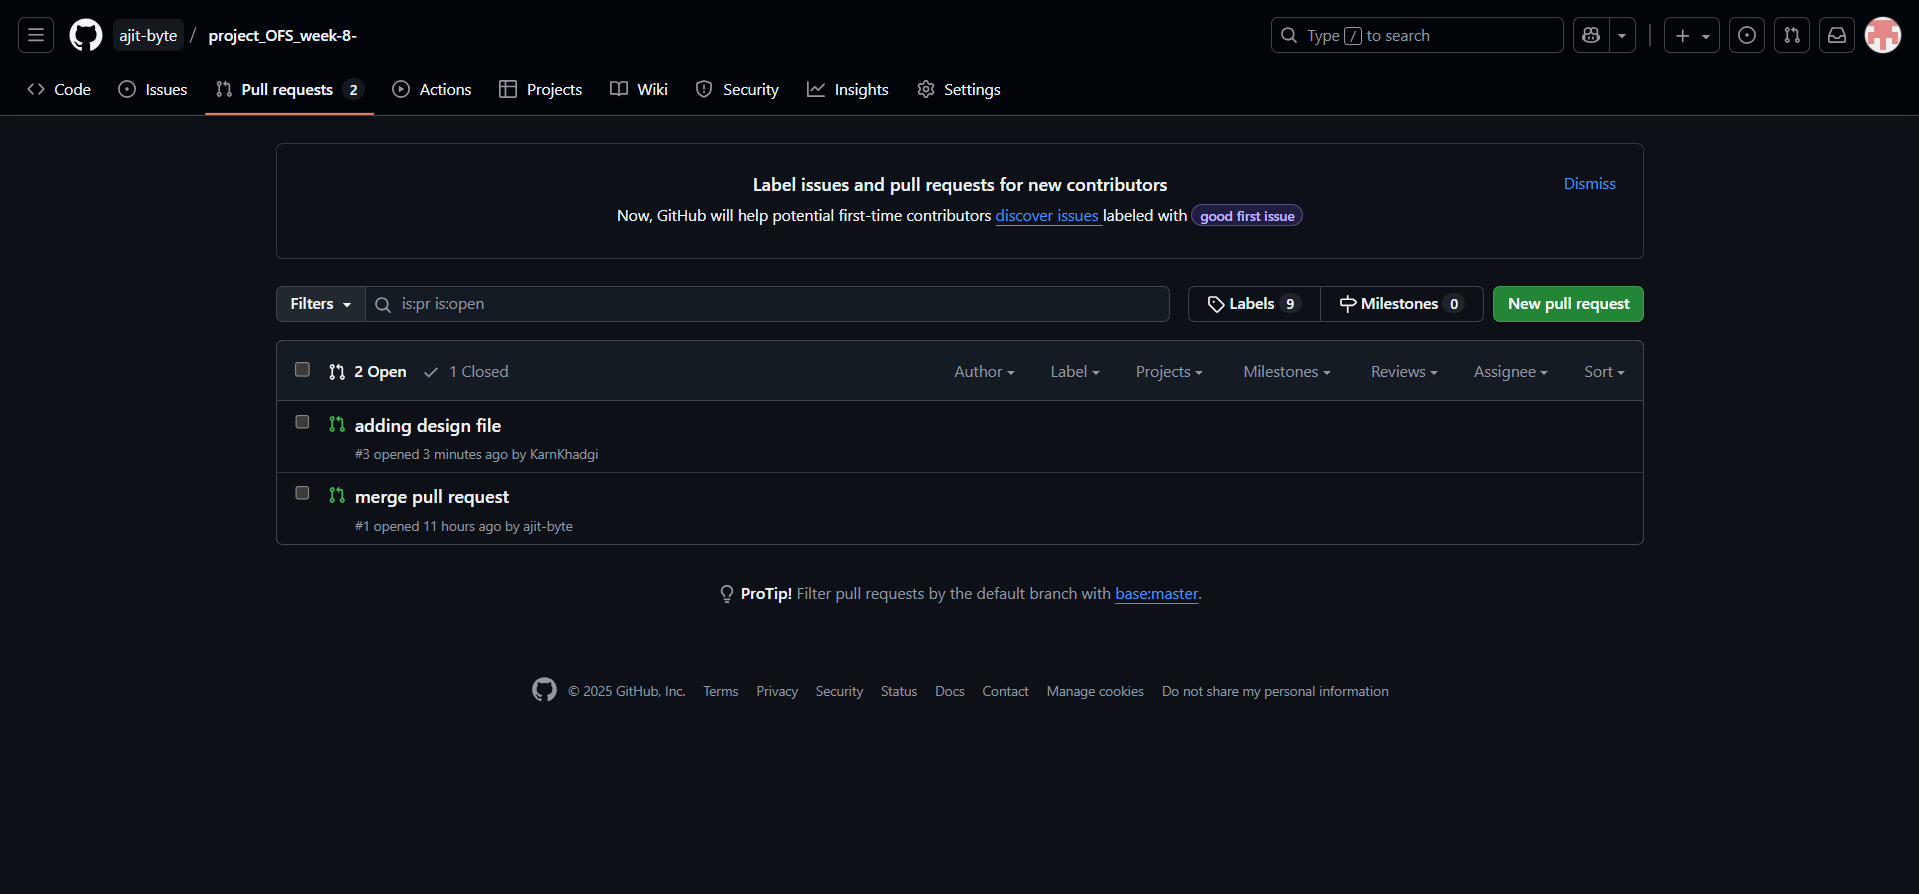 ajit-byte / project_OFS_week-8-
Type / to search
Code Issues Pull requests 2 Actions Projects Wiki Security Insights Settings
Label issues and pull requests for new contributors
Dismiss
Now, GitHub will help potential first-time contributors discover issues labeled with good first issue
Filters is:pr is:open Labels 9 Milestones 0 New pull request
2 Open 1 Closed Author Label Projects Milestones Reviews Assignee Sort
adding design file
#3 opened 3 minutes ago by KarnKhadgi
merge pull request
#1 opened 11 hours ago by ajit-byte
ProTip! Filter pull requests by the default branch with base:master.
© 2025 GitHub, Inc. Terms Privacy Security Status Docs Contact Manage cookies Do not share my personal information